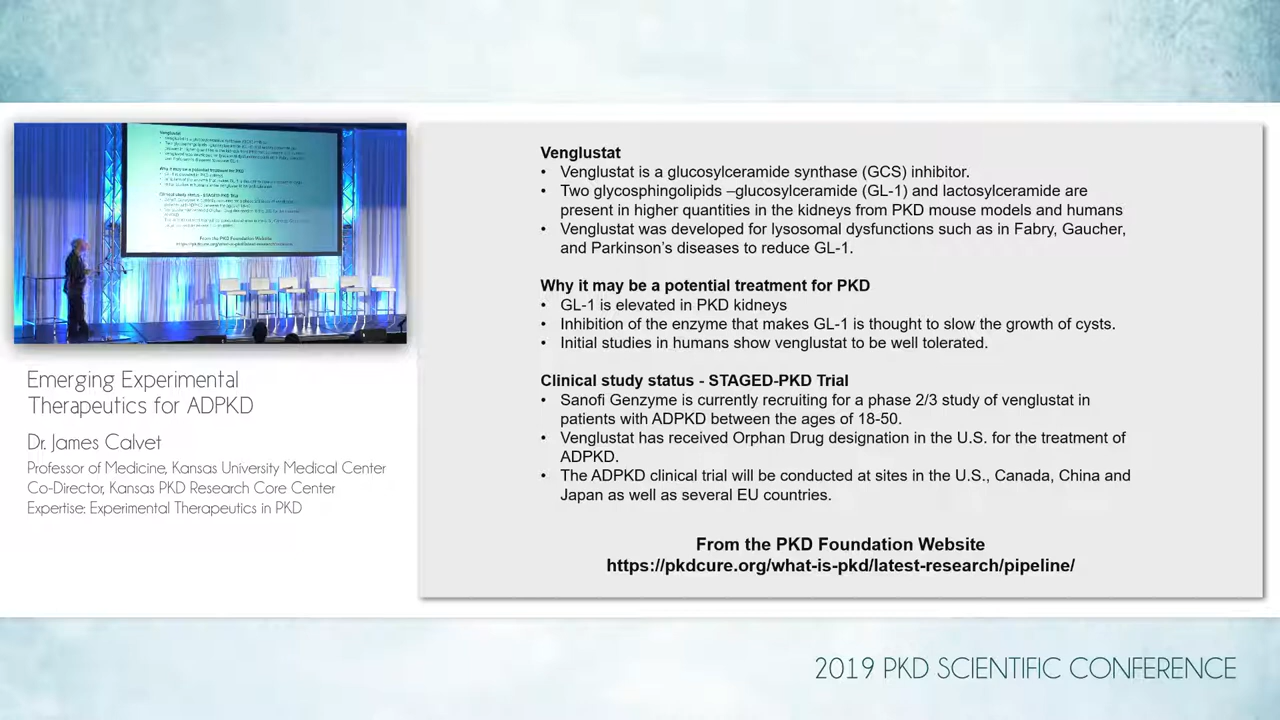 Emerging Experimental
Therapeutics for ADPKD
Dr. James Calvet
Professor of Medicine, Kansas University Medical Center
Co-Director, Kansas PKD Research Core Center
Expertise: Experimental Therapeutics in PKD
Venglustat
• Venglustat is a glucosylceramide synthase (GCS) inhibitor.
• Two glycosphingolipids –glucosylceramide (GL-1) and lactosylceramide are
present in higher quantities in the kidneys from PKD mouse models and humans
• Venglustat was developed for lysosomal dysfunctions such as in Fabry, Gaucher,
and Parkinson's diseases to reduce GL-1.
Why it may be a potential treatment for PKD
• GL-1 is elevated in PKD kidneys
• Inhibition of the enzyme that makes GL-1 is thought to slow the growth of cysts.
• Initial studies in humans show venglustat to be well tolerated.
Clinical study status - STAGED-PKD Trial
• Sanofi Genzyme is currently recruiting for a phase 2/3 study of venglustat in
patients with ADPKD between the ages of 18-50.
• Venglustat has received Orphan Drug designation in the U.S. for the treatment of
ADPKD.
• The ADPKD clinical trial will be conducted at sites in the U.S., Canada, China and
Japan as well as several EU countries.
From the PKD Foundation Website
https://pkdcure.org/what-is-pkd/latest-research/pipeline/
2019 PKD SCIENTIFIC CONFERENCE